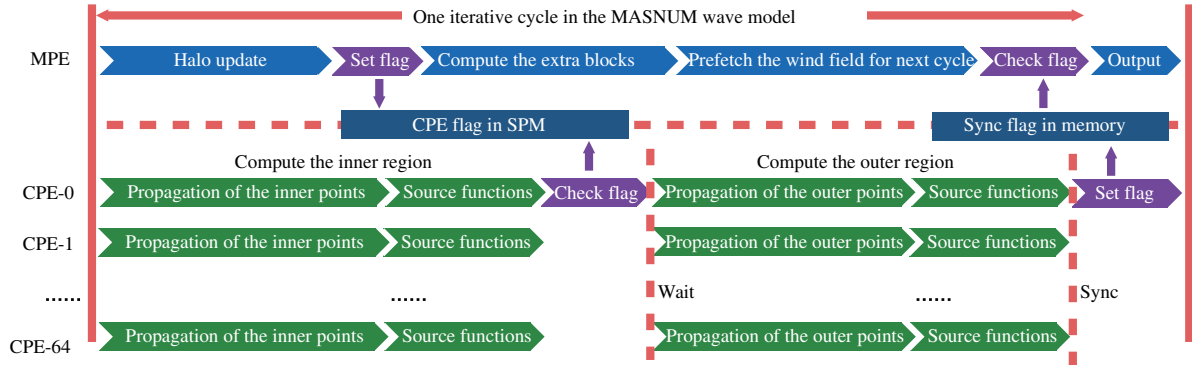 One iterative cycle in the MASNUM wave model
MPE Halo update Set flag Compute the extra blocks Prefetch the wind field for next cycle Check flag Output
CPE flag in SPM Sync flag in memory
Compute the inner region Compute the outer region
CPE-0 Propagation of the inner points Source functions Check flag Propagation of the outer points Source functions Set flag
CPE-1 Propagation of the inner points Source functions Propagation of the outer points Source functions
...... ...... Wait ...... Sync
CPE-64 Propagation of the inner points Source functions Propagation of the outer points Source functions